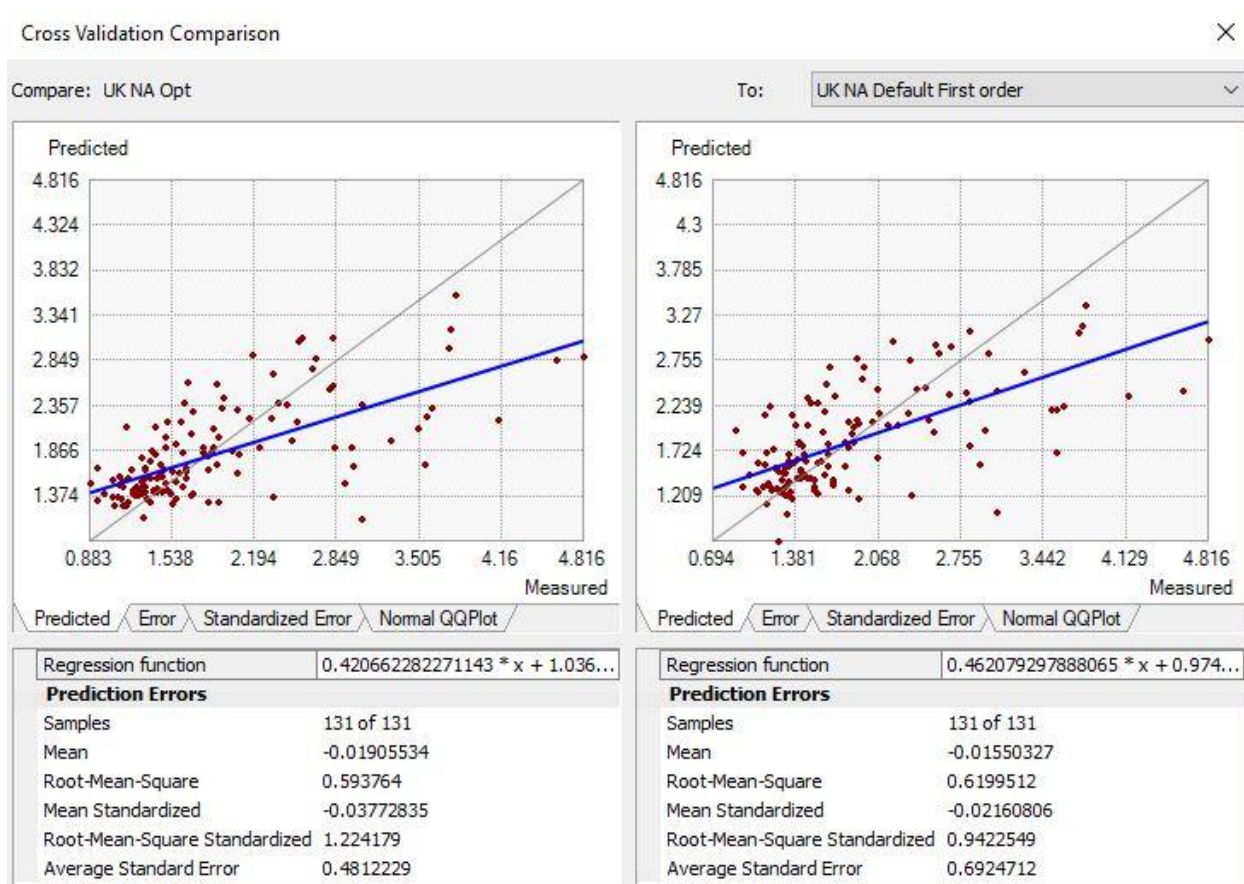 Cross Validation Comparison
Compare: UK NA Opt To: UK NA Default First order
Predicted
4.816
4.324
3.832
3.341
2.849
2.357
1.866
1.374
0.883 1.538 2.194 2.849 3.505 4.16 4.816
Measured
Predicted Error Standardized Error Normal QQPlot
Predicted
4.816
4.3
3.785
3.27
2.755
2.239
1.724
1.209
0.694 1.381 2.068 2.755 3.442 4.129 4.816
Measured
Predicted Error Standardized Error Normal QQPlot
Regression function 0.420662282271143 * x + 1.036...
Prediction Errors
Samples 131 of 131
Mean -0.01905534
Root-Mean-Square 0.593764
Mean Standardized -0.03772835
Root-Mean-Square Standardized 1.224179
Average Standard Error 0.4812229
Regression function 0.462079297888065 * x + 0.974...
Prediction Errors
Samples 131 of 131
Mean -0.01550327
Root-Mean-Square 0.6199512
Mean Standardized -0.02160806
Root-Mean-Square Standardized 0.9422549
Average Standard Error 0.6924712